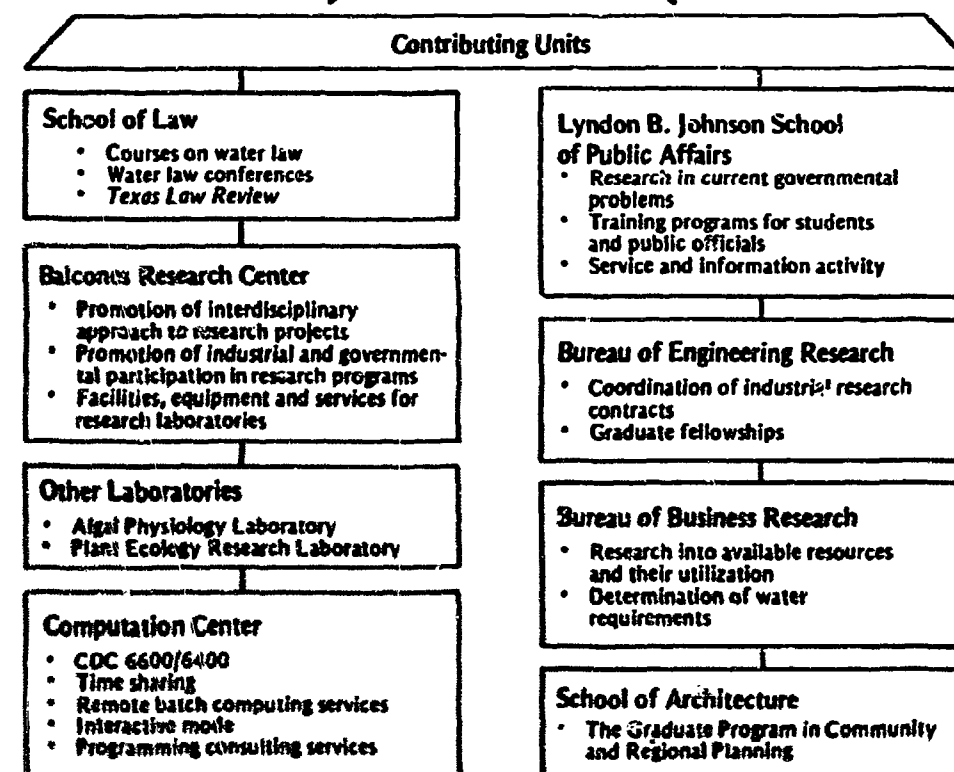 Contributing Units
School of Law
• Courses on water law
• Water law conferences
• Texas Law Review
Balcones Research Center
• Promotion of interdisciplinary
approach to research projects
• Promotion of industrial and governmen-
tal participation in research programs
• Facilities, equipment and services for
research laboratories
Other Laboratories
• Algal Physiology Laboratory
• Plant Ecology Research Laboratory
Computation Center
• CDC 6600/6400
• Time sharing
• Remote batch computing services
• Interactive mode
• Programming consulting services
Lyndon B. Johnson School
of Public Affairs
• Research in current governmental
problems
• Training programs for students
and public officials
• Service and information activity
Bureau of Engineering Research
• Coordination of industrial research
contracts
• Graduate fellowships
Bureau of Business Research
• Research into available resources
and their utilization
• Determination of water
requirements
School of Architecture
• The Graduate Program in Community
and Regional Planning